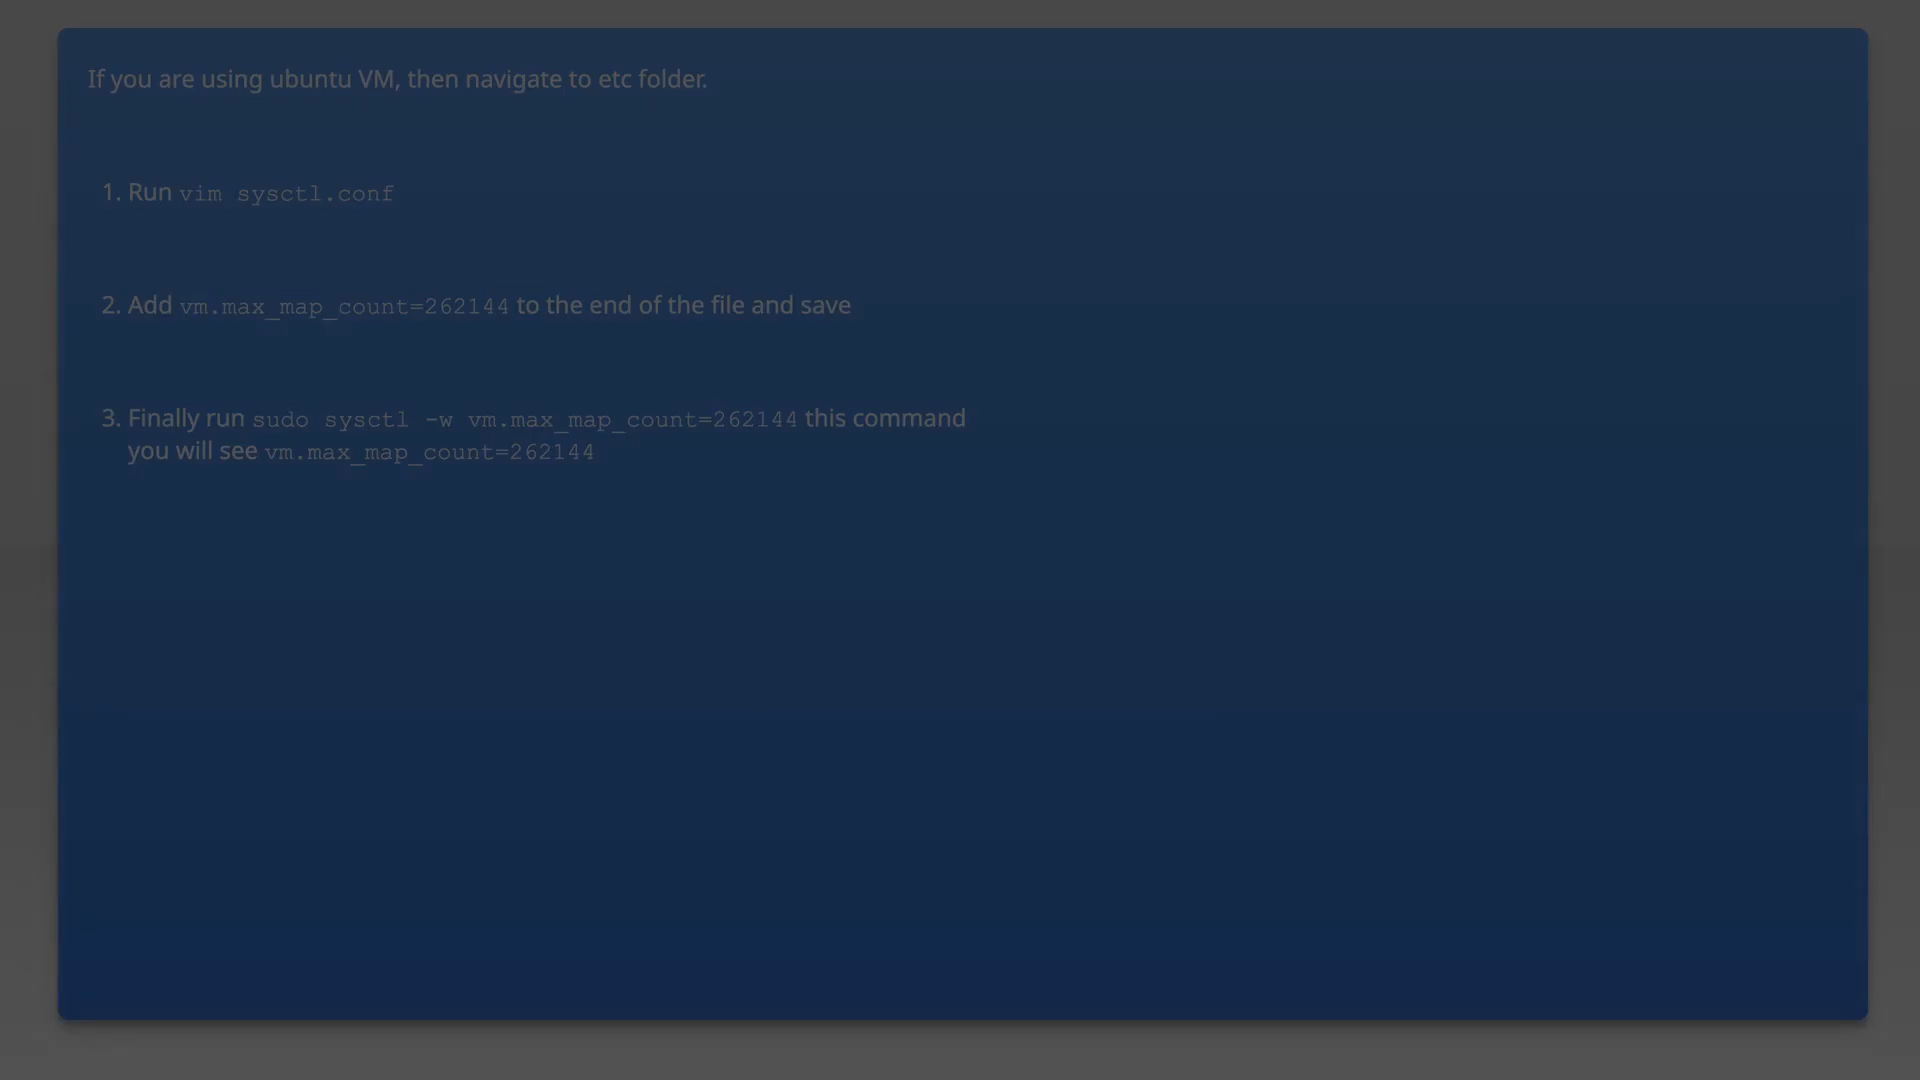 If you are using ubuntu VM, then navigate to etc folder.
1. Run vim sysctl.conf
2. Add vm.max_map_count=262144 to the end of the file and save
3. Finally run sudo sysctl -w vm.max_map_count=262144 this command
you will see vm.max_map_count=262144